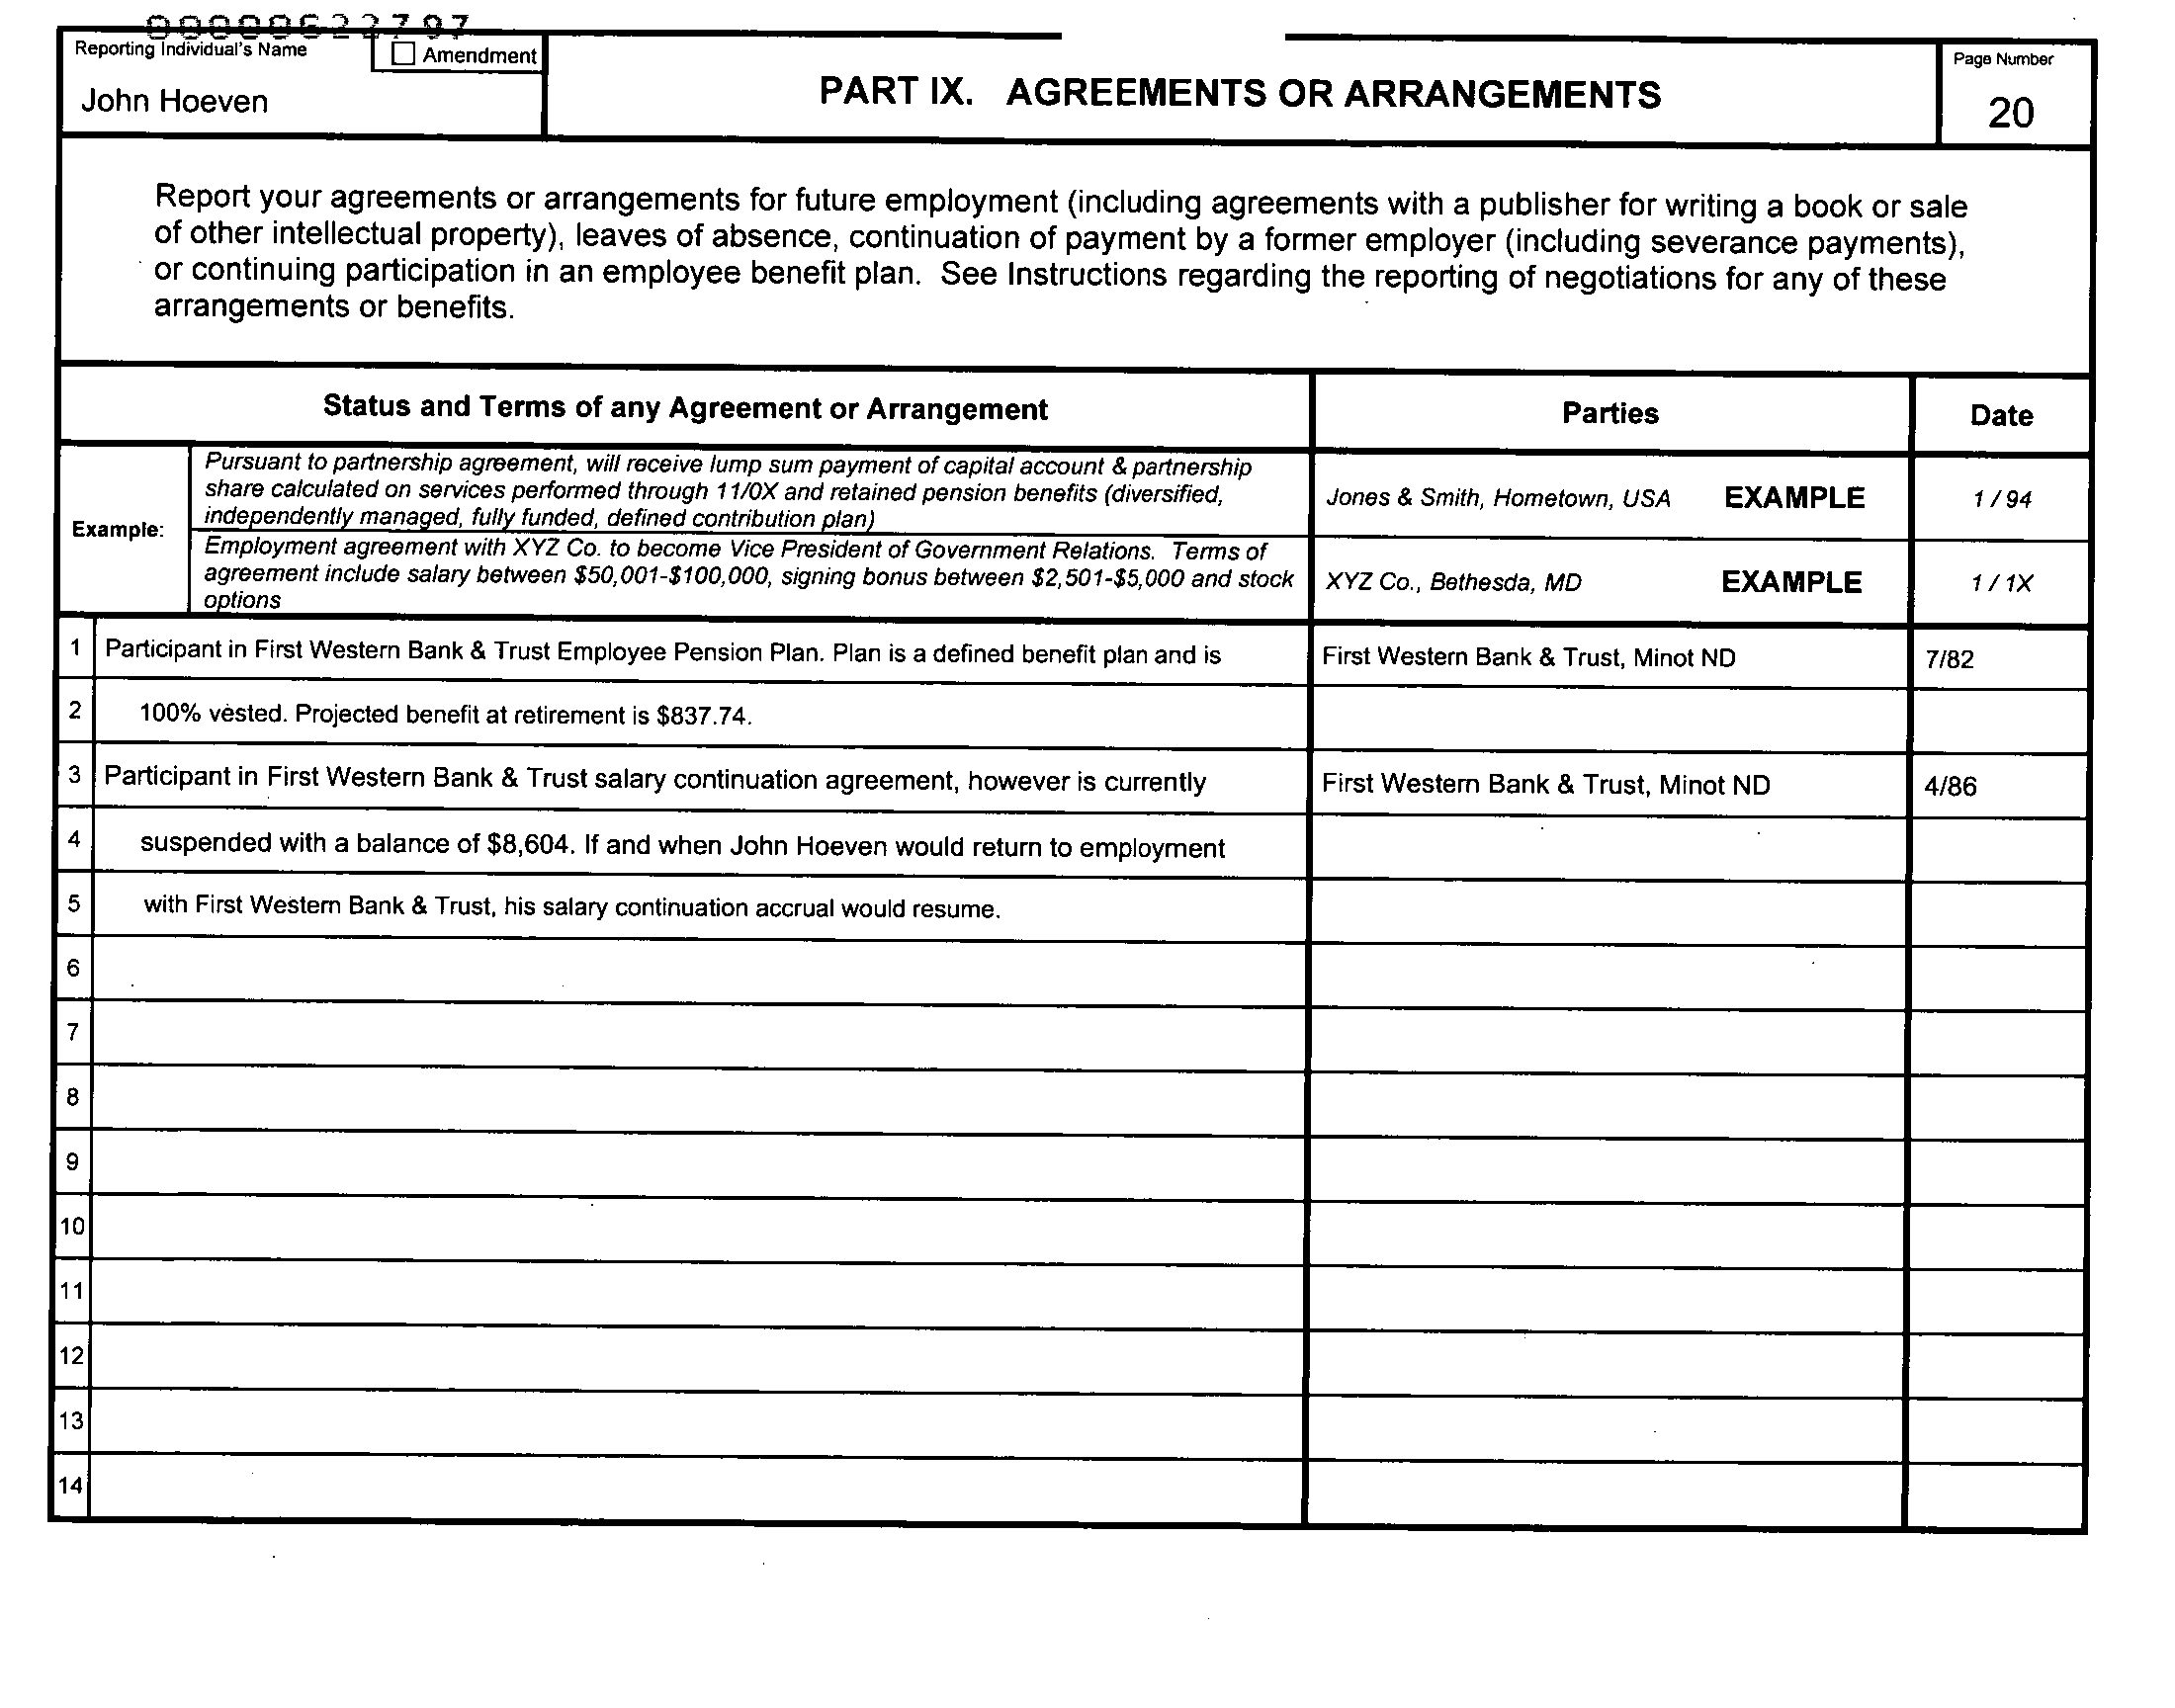 Reporting Individual's Name
☐ Amendment
John Hoeven
PART IX. AGREEMENTS OR ARRANGEMENTS
Page Number
20
Report your agreements or arrangements for future employment (including agreements with a publisher for writing a book or sale
of other intellectual property), leaves of absence, continuation of payment by a former employer (including severance payments),
or continuing participation in an employee benefit plan. See Instructions regarding the reporting of negotiations for any of these
arrangements or benefits.
Status and Terms of any Agreement or Arrangement
Parties
Date
Example:
Pursuant to partnership agreement, will receive lump sum payment of capital account & partnership
share calculated on services performed through 11/0X and retained pension benefits (diversified,
independently managed, fully funded, defined contribution plan)
Jones & Smith, Hometown, USA EXAMPLE
1 / 94
Employment agreement with XYZ Co. to become Vice President of Government Relations. Terms of
agreement include salary between $50,001-$100,000, signing bonus between $2,501-$5,000 and stock
options
XYZ Co., Bethesda, MD EXAMPLE
1 / 1X
1 Participant in First Western Bank & Trust Employee Pension Plan. Plan is a defined benefit plan and is First Western Bank & Trust, Minot ND 7/82
2 100% vested. Projected benefit at retirement is $837.74.
3 Participant in First Western Bank & Trust salary continuation agreement, however is currently First Western Bank & Trust, Minot ND 4/86
4 suspended with a balance of $8,604. If and when John Hoeven would return to employment
5 with First Western Bank & Trust, his salary continuation accrual would resume.
6
7
8
9
10
11
12
13
14